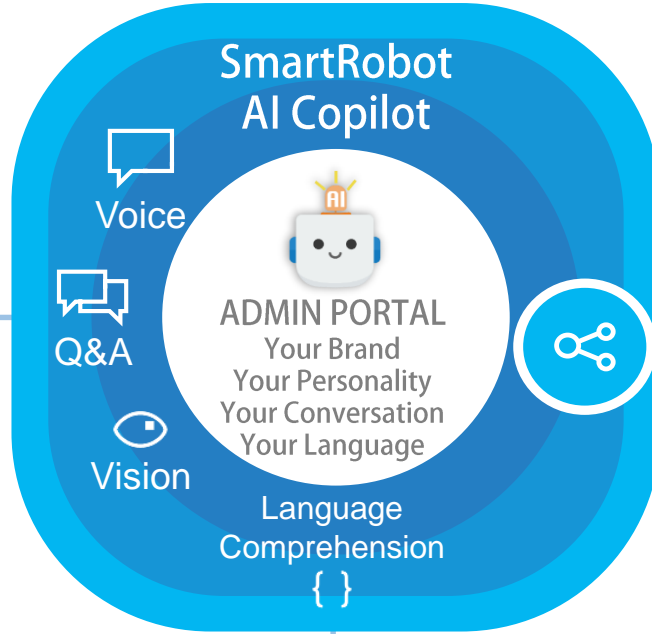 SmartRobot
AI Copilot
Voice
AI
Q&A
ADMIN PORTAL
Your Brand
Your Personality
Your Conversation
Your Language
Vision
Language
Comprehension
{ }